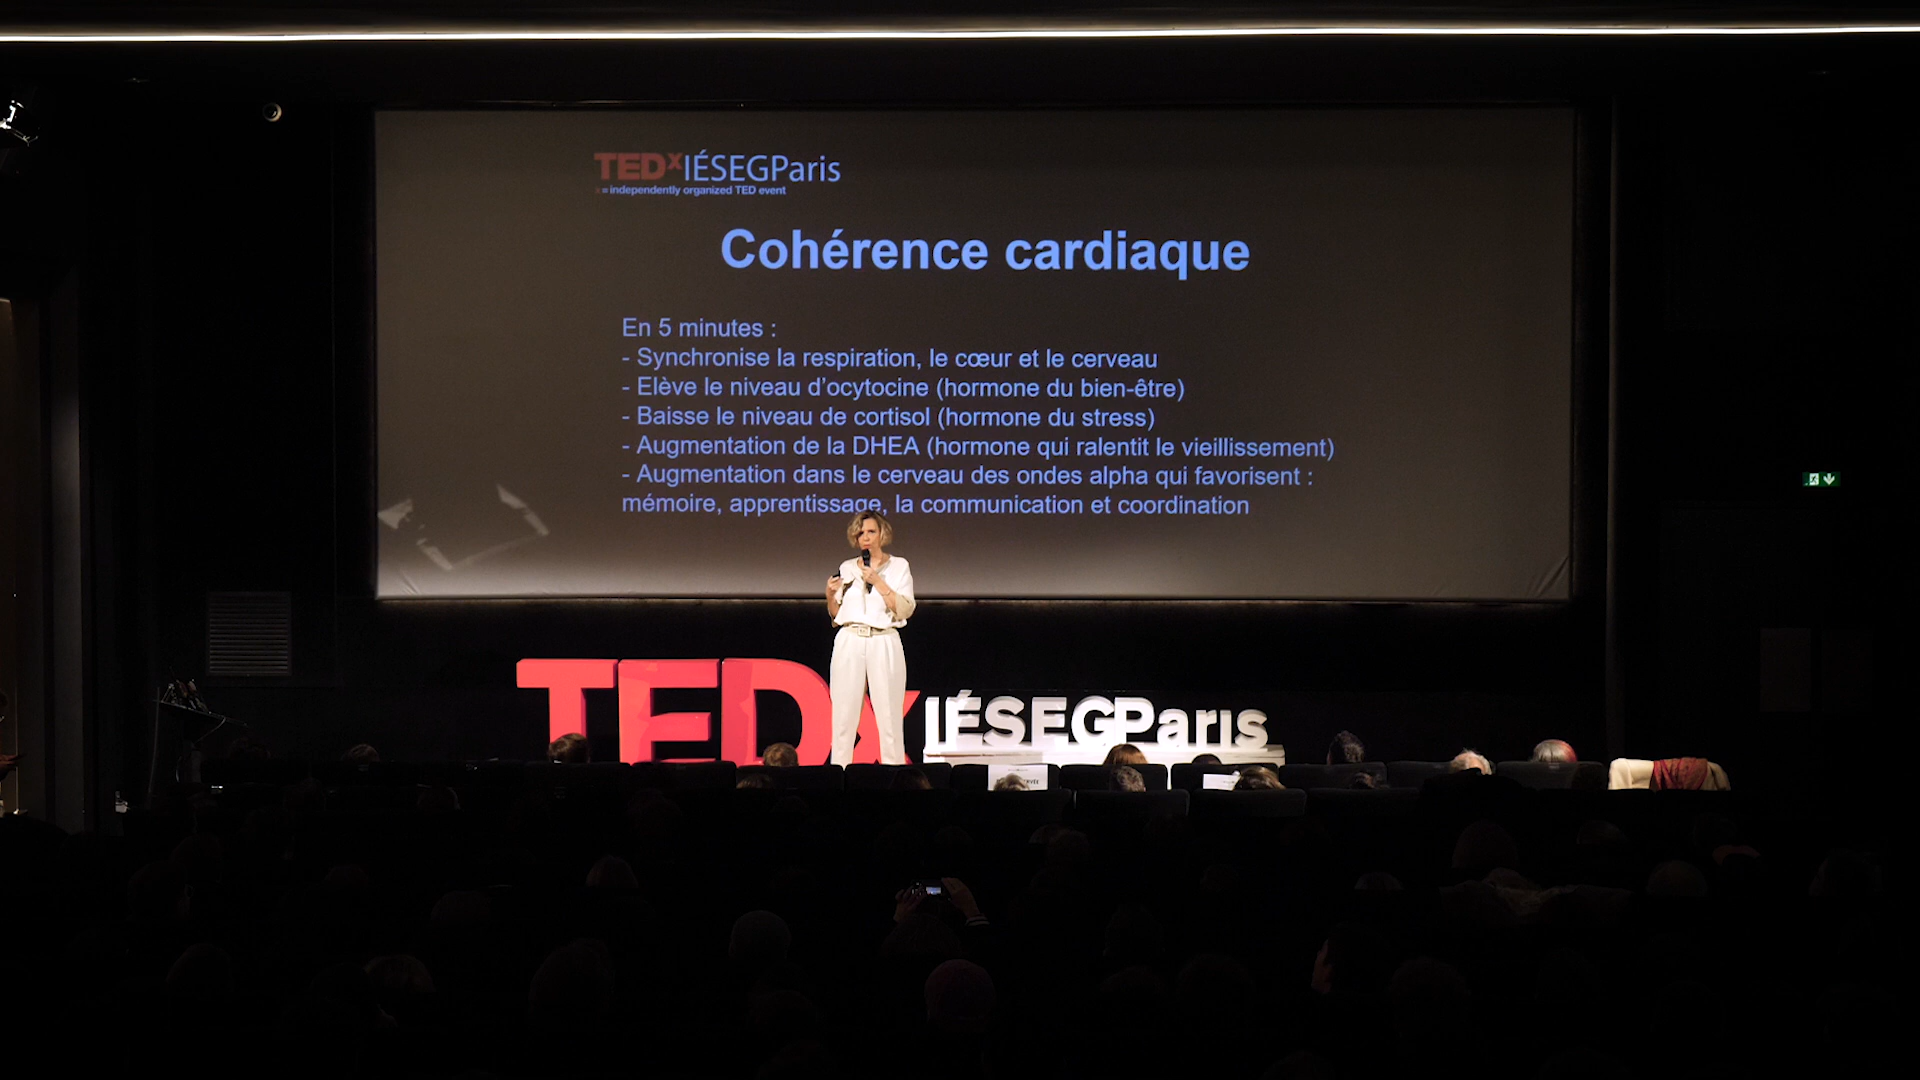 TEDxIÉSEGParis
x = independently organized TED event
Cohérence cardiaque
En 5 minutes :
- Synchronise la respiration, le cœur et le cerveau
- Elève le niveau d’ocytocine (hormone du bien-être)
- Baisse le niveau de cortisol (hormone du stress)
- Augmentation de la DHEA (hormone qui ralentit le vieillissement)
- Augmentation dans le cerveau des ondes alpha qui favorisent :
mémoire, apprentissage, la communication et coordination
TEDx IÉSEGParis